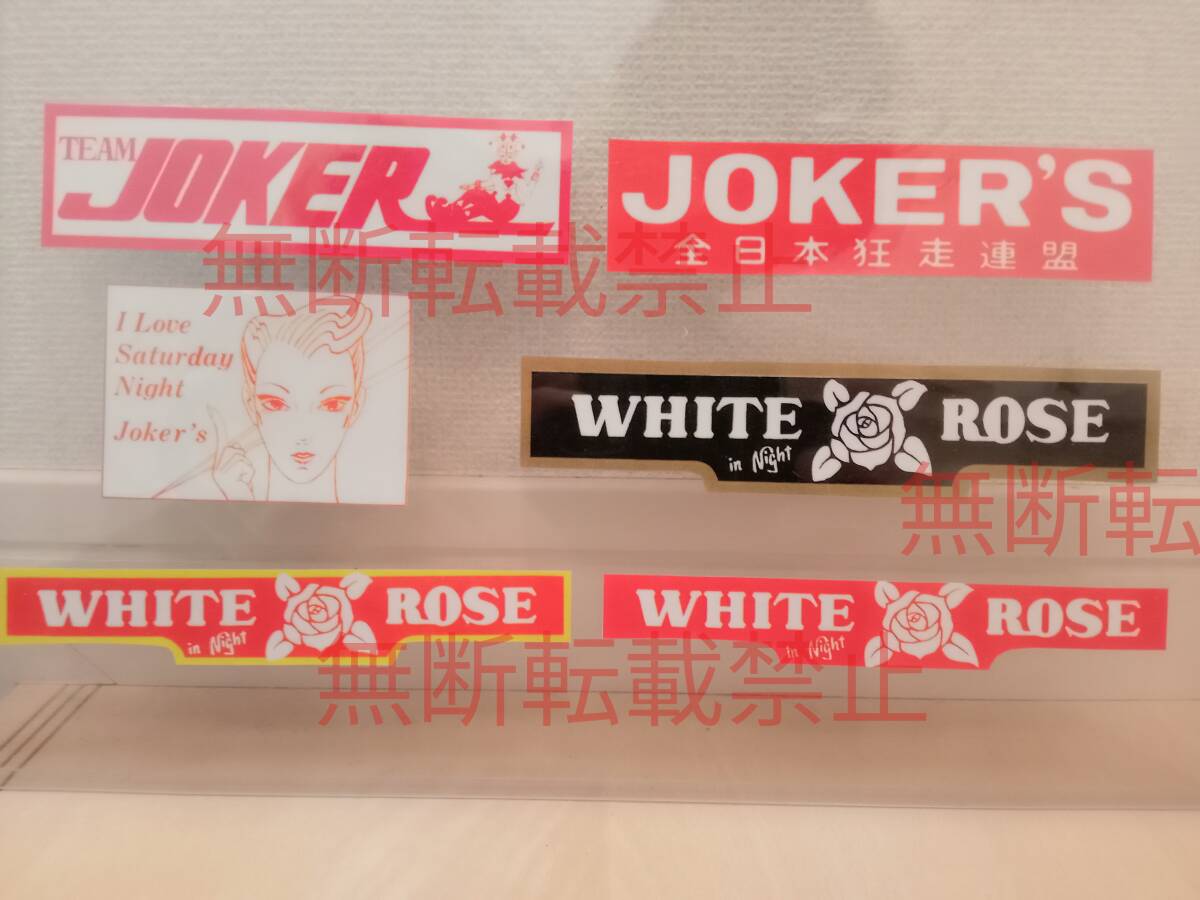 TEAM JOKER
JOKER'S
全日本狂走連盟
無断転載禁止
I Love
Saturday
Night
Joker's
WHITE ROSE
in Night
無断転
WHITE ROSE
in Night
WHITE ROSE
in Night
無断転載禁止